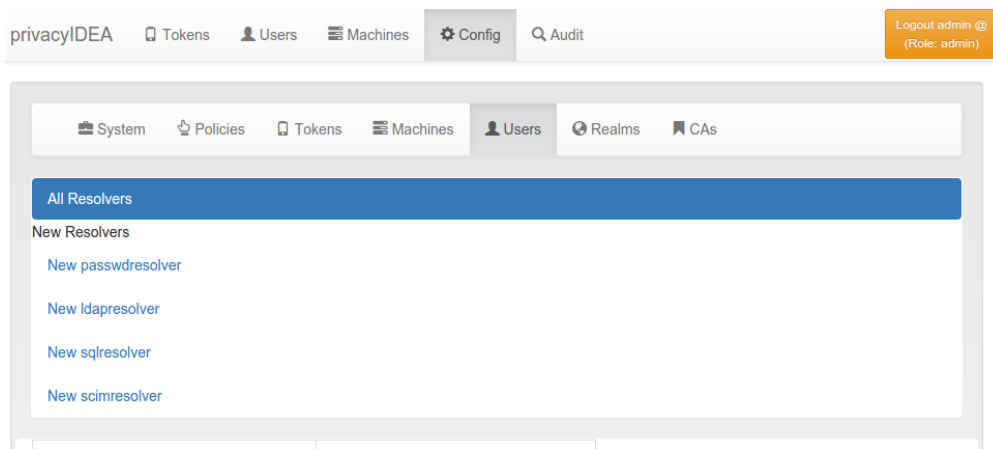 privacyIDEA Tokens Users Machines Config Audit Logout admin @
(Role: admin)
System Policies Tokens Machines Users Realms CAs
All Resolvers
New Resolvers
New passwdresolver
New ldapresolver
New sqlresolver
New scimresolver